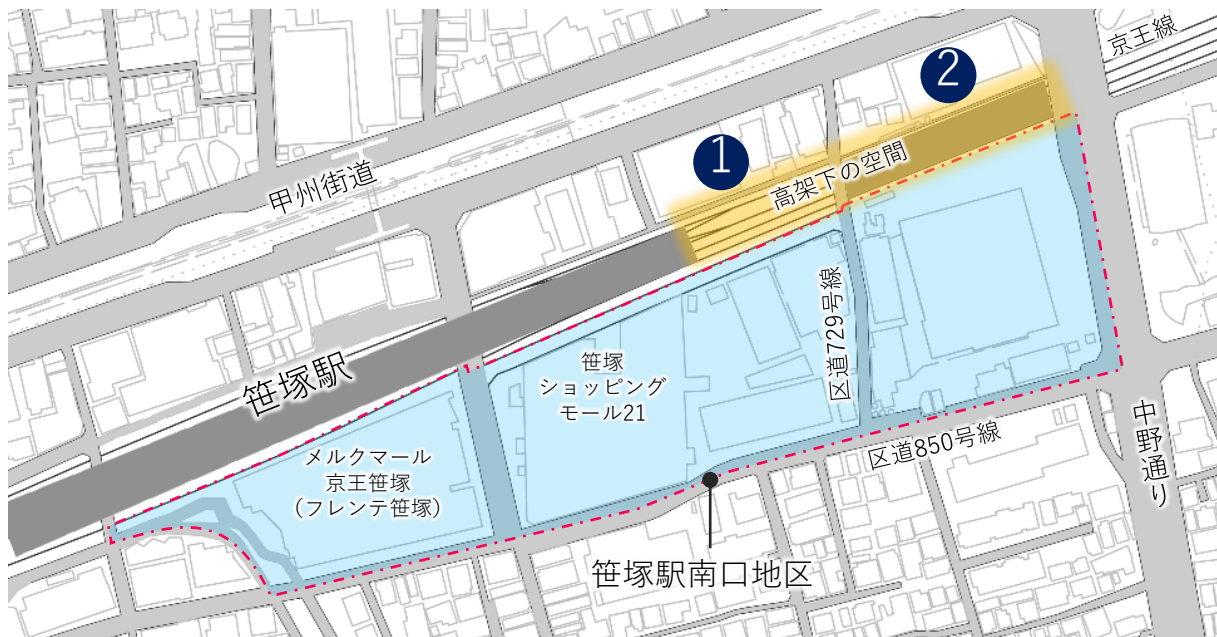 京王線
2
1
高架下の空間
甲州街道
区道729号線
笹塚駅
笹塚
ショッピング
モール21
メルクマール
京王笹塚
(フレンテ笹塚)
区道850号線
中野通り
笹塚駅南口地区